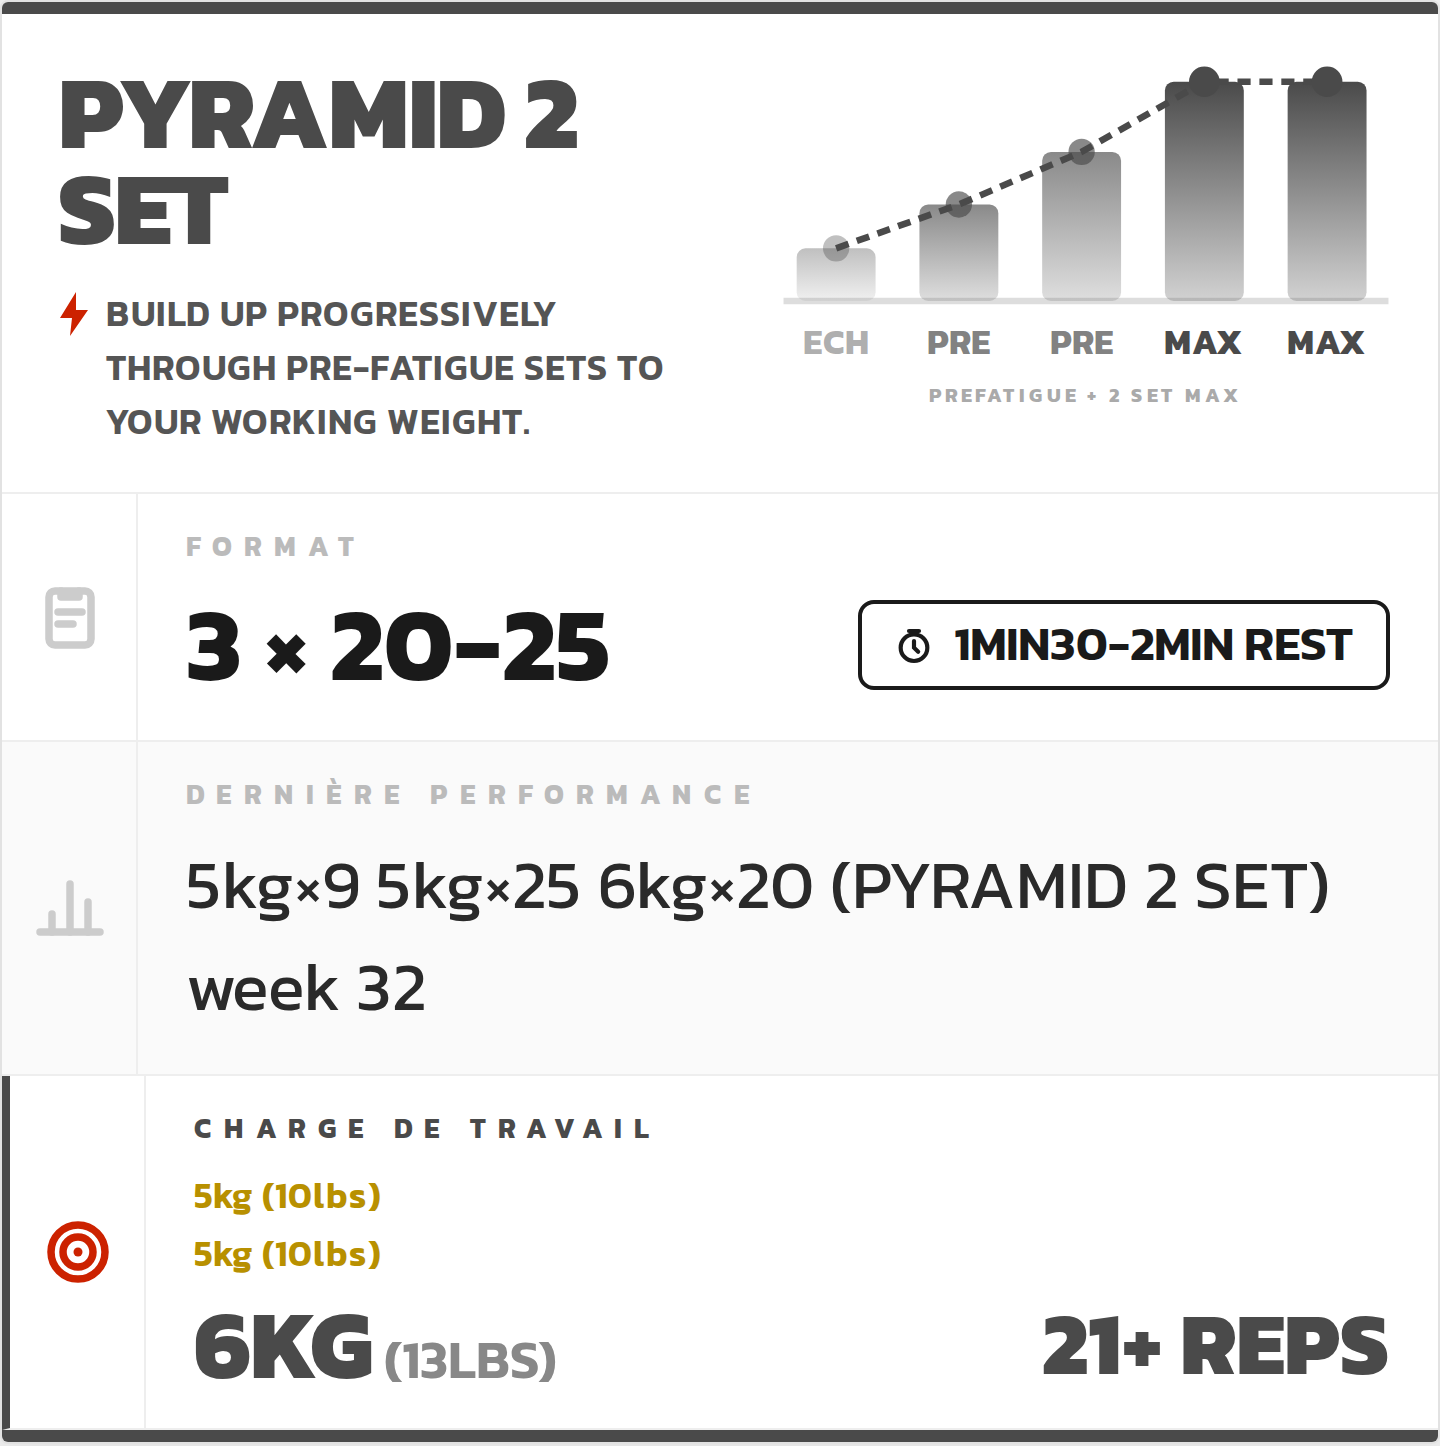 PYRAMID 2
SET
BUILD UP PROGRESSIVELY
THROUGH PRE-FATIGUE SETS TO
YOUR WORKING WEIGHT.
ECH PRE PRE MAX MAX
PREFATIGUE + 2 SET MAX
FORMAT
3 × 20–25
1MIN30–2MIN REST
DERNIÈRE PERFORMANCE
5kg×9 5kg×25 6kg×20 (PYRAMID 2 SET)
week 32
CHARGE DE TRAVAIL
5kg (10lbs)
5kg (10lbs)
6KG (13LBS)
21+ REPS